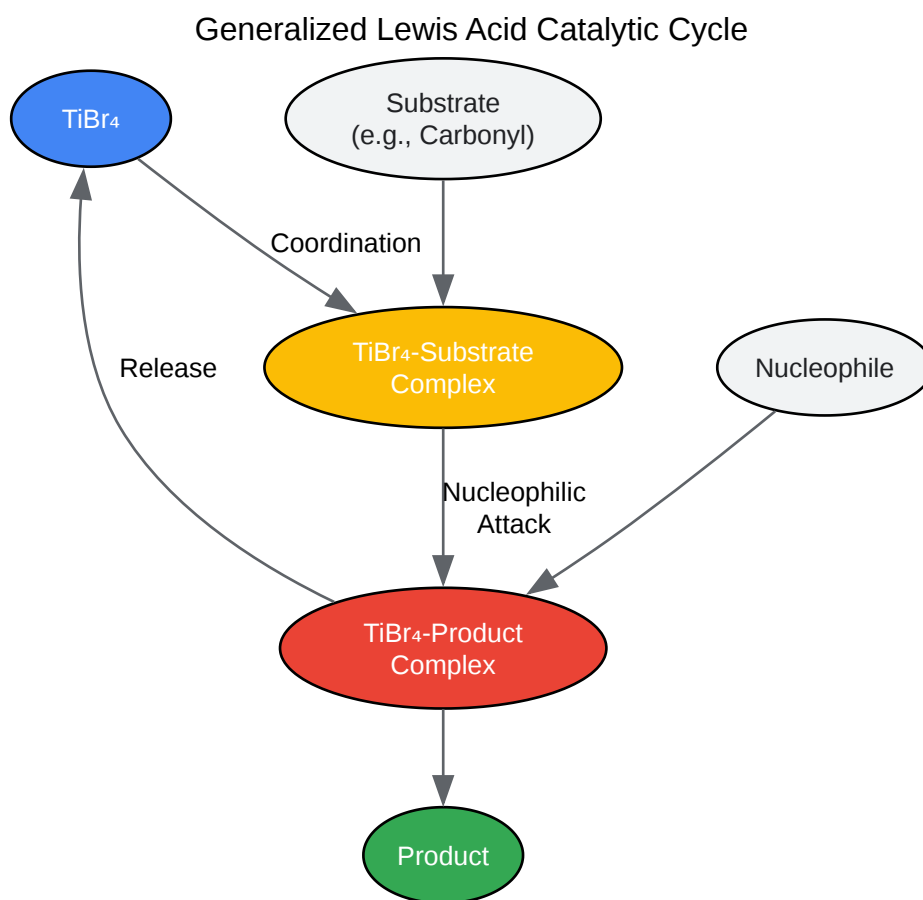 Generalized Lewis Acid Catalytic Cycle
TiBr₄
Substrate
(e.g., Carbonyl)
Coordination
TiBr₄-Substrate
Complex
Release
Nucleophile
Nucleophilic
Attack
TiBr₄-Product
Complex
Product